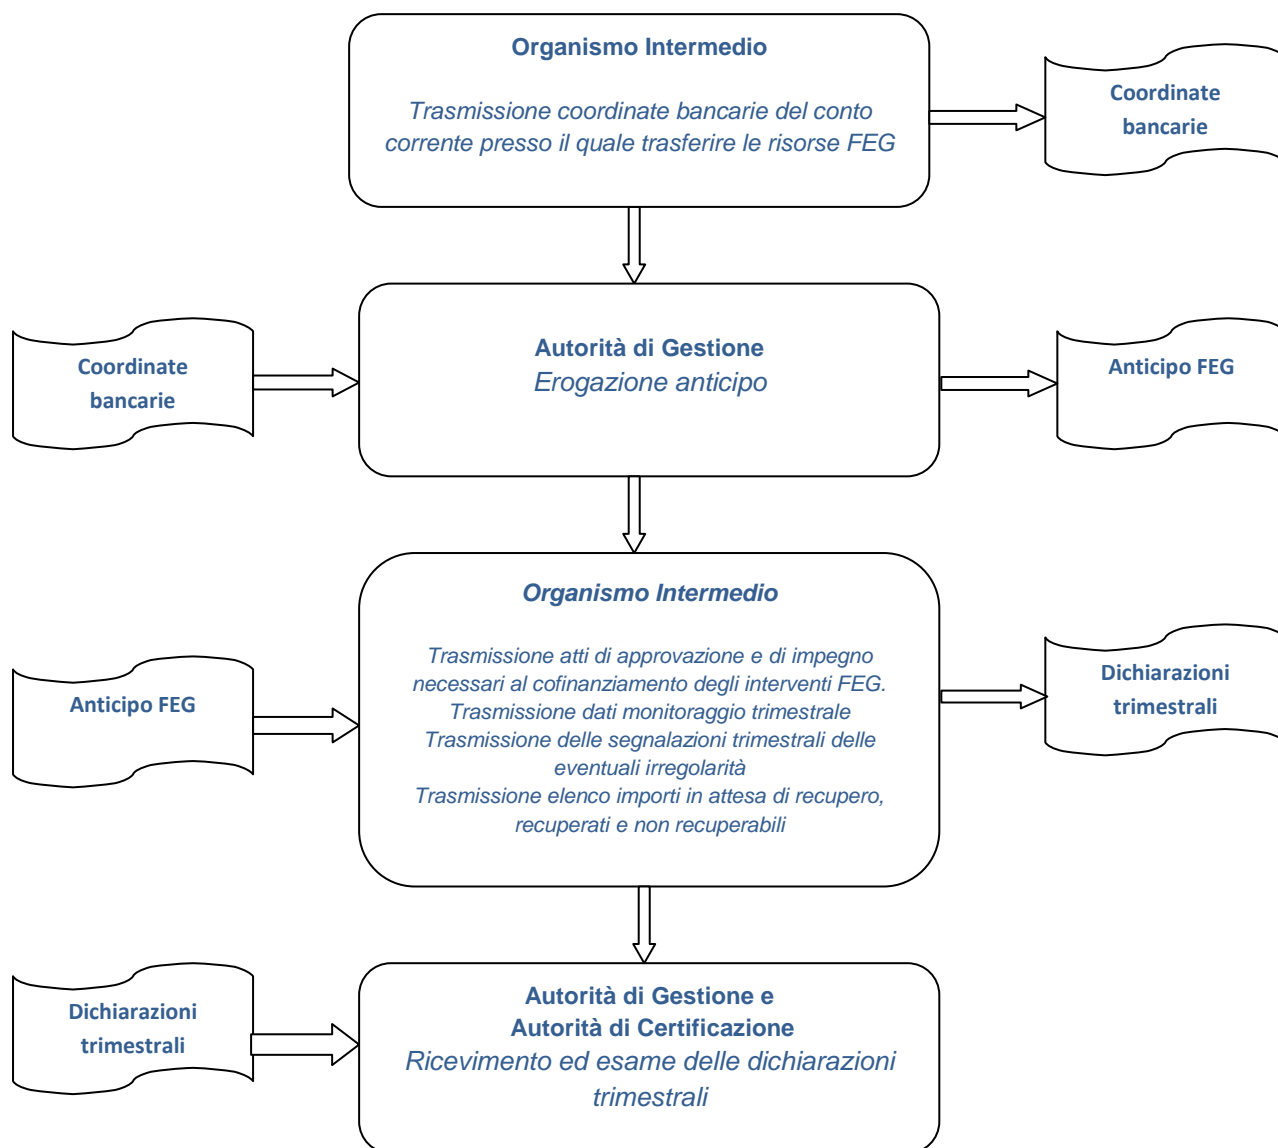 Organismo Intermedio
Trasmissione coordinate bancarie del conto
corrente presso il quale trasferire le risorse FEG
Coordinate
bancarie
Coordinate
bancarie
Autorità di Gestione
Erogazione anticipo
Anticipo FEG
Anticipo FEG
Organismo Intermedio
Trasmissione atti di approvazione e di impegno
necessari al cofinanziamento degli interventi FEG.
Trasmissione dati monitoraggio trimestrale
Trasmissione delle segnalazioni trimestrali delle
eventuali irregolarità
Trasmissione elenco importi in attesa di recupero,
recuperati e non recuperabili
Dichiarazioni
trimestrali
Dichiarazioni
trimestrali
Autorità di Gestione e
Autorità di Certificazione
Ricevimento ed esame delle dichiarazioni
trimestrali